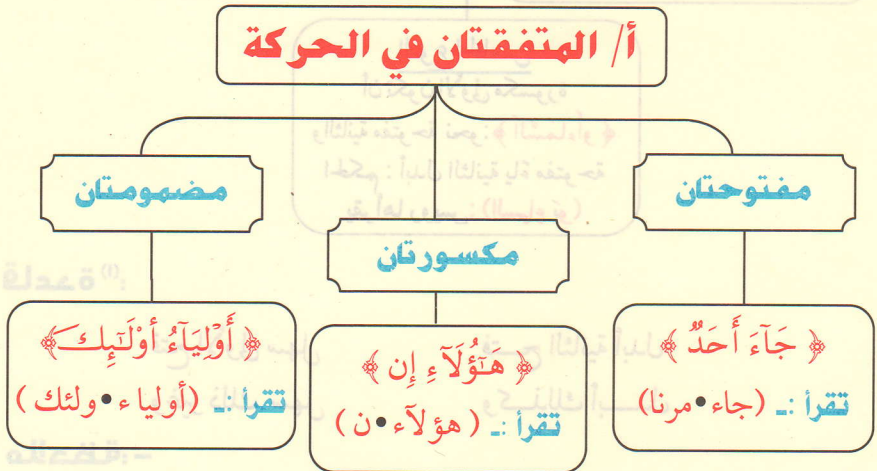 أ/ المتفقتان في الحركة
مفتوحتان
مكسورتان
مضمومتان
﴿ جَآءَ أَحَدٌ ﴾
تقرأ :ـ (جاء•مرنا)
﴿ هَٰٓؤُلَآءِ إِن ﴾
تقرأ :ـ (هؤلآء•ن)
﴿ أَوْلِيَآءُ أُوْلَٰٓئِكَ ﴾
تقرأ :ـ (أولياء•ولئك)